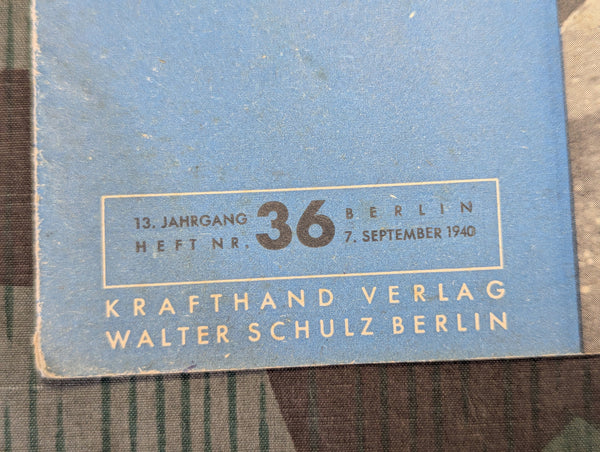 13. JAHRGANG 36 BERLIN
HEFT NR. 7. SEPTEMBER 1940
KRAFTHAND VERLAG
WALTER SCHULZ BERLIN